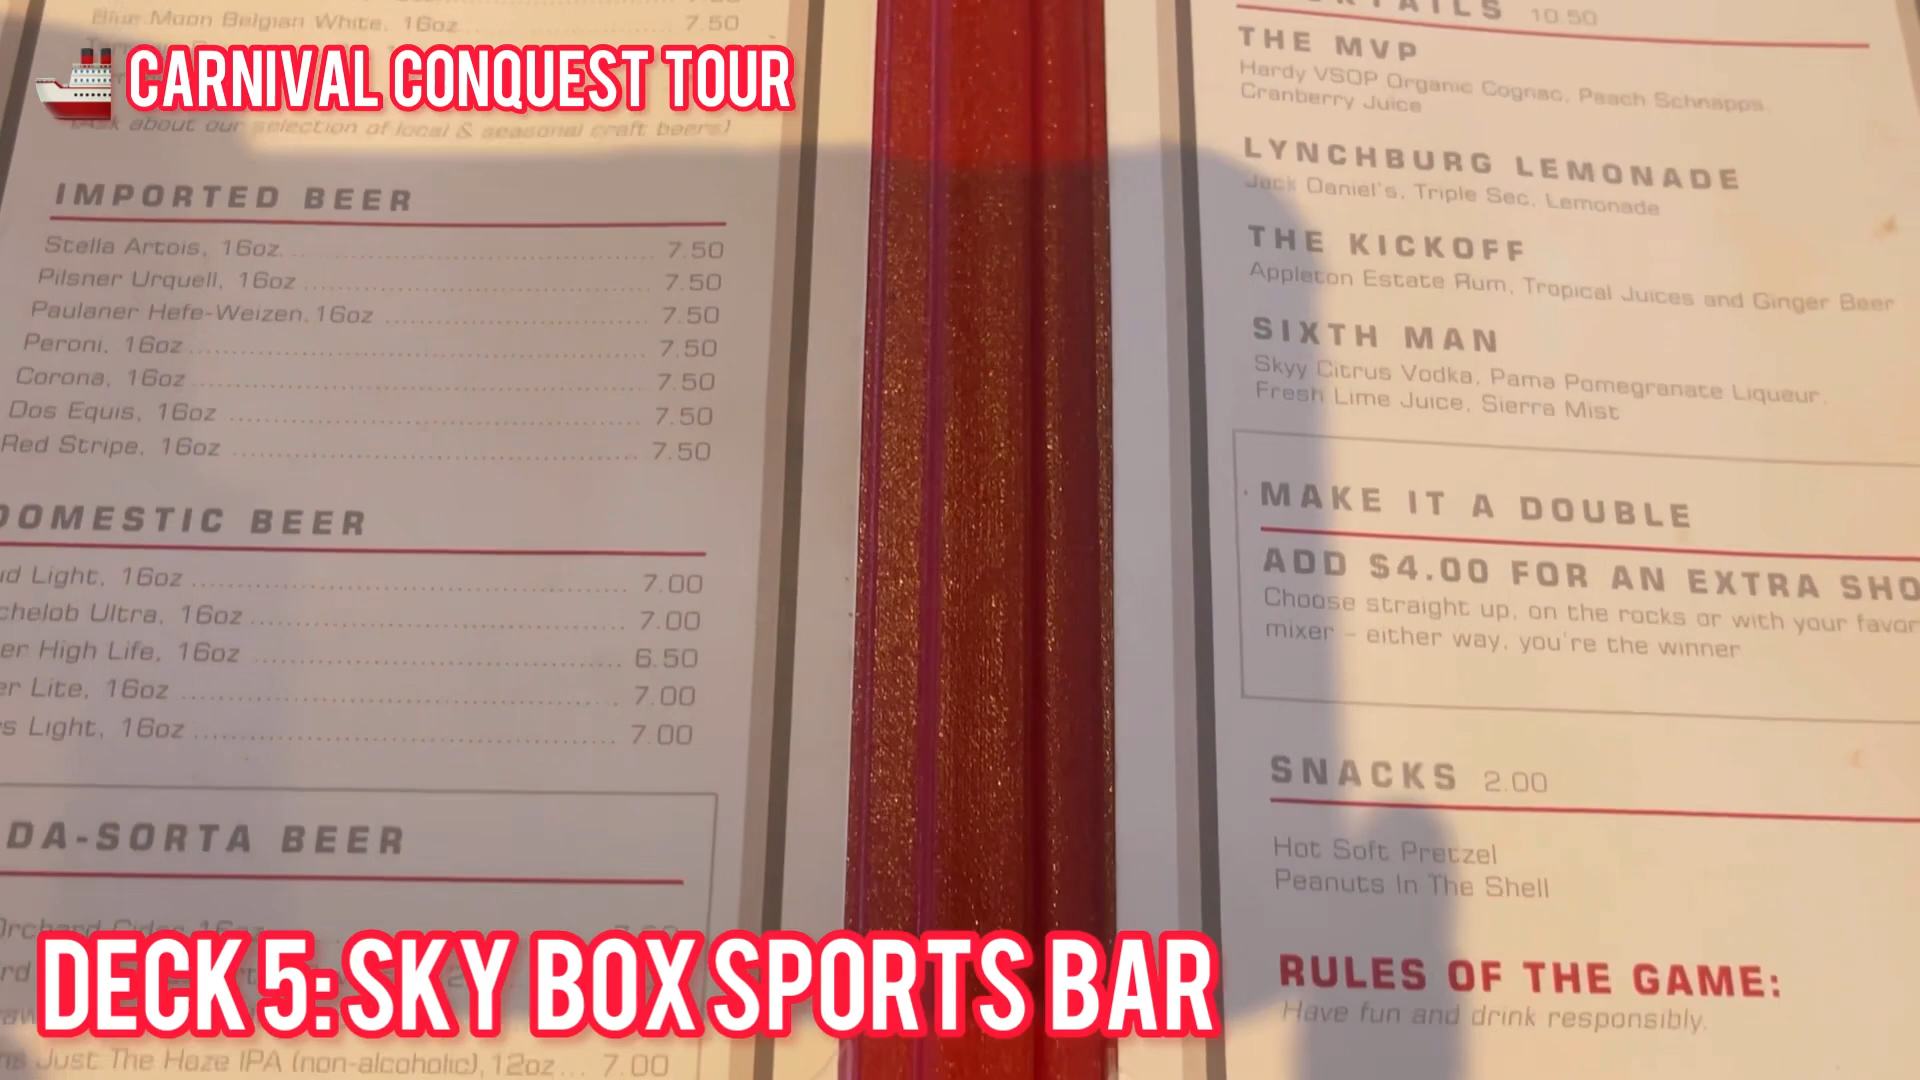 Blue Moon Belgian White, 16oz 7.50
CARNIVAL CONQUEST TOUR
(Ask about our selection of local & seasonal craft beers)
IMPORTED BEER
Stella Artois, 16oz. 7.50
Pilsner Urquell, 16oz 7.50
Paulaner Hefe-Weizen, 16oz 7.50
Peroni, 16oz 7.50
Corona, 16oz 7.50
Dos Equis, 16oz 7.50
Red Stripe, 16oz 7.50
DOMESTIC BEER
ud Light, 16oz 7.00
chelob Ultra, 16oz 7.00
er High Life, 16oz 6.50
er Lite, 16oz 7.00
rs Light, 16oz 7.00
DA-SORTA BEER
Orchard Cider, 16oz
DECK 5: SKY BOX SPORTS BAR
Just The Haze IPA (non-alcoholic), 12oz... 7.00
TAILS 10.50
THE MVP
Hardy VSOP Organic Cognac, Peach Schnapps,
Cranberry Juice
LYNCHBURG LEMONADE
Jack Daniel's, Triple Sec, Lemonade
THE KICKOFF
Appleton Estate Rum, Tropical Juices and Ginger Beer
SIXTH MAN
Skyy Citrus Vodka, Pama Pomegranate Liqueur,
Fresh Lime Juice, Sierra Mist
MAKE IT A DOUBLE
ADD $4.00 FOR AN EXTRA SHO
Choose straight up, on the rocks or with your favor
mixer – either way, you're the winner
SNACKS 2.00
Hot Soft Pretzel
Peanuts In The Shell
RULES OF THE GAME:
Have fun and drink responsibly.